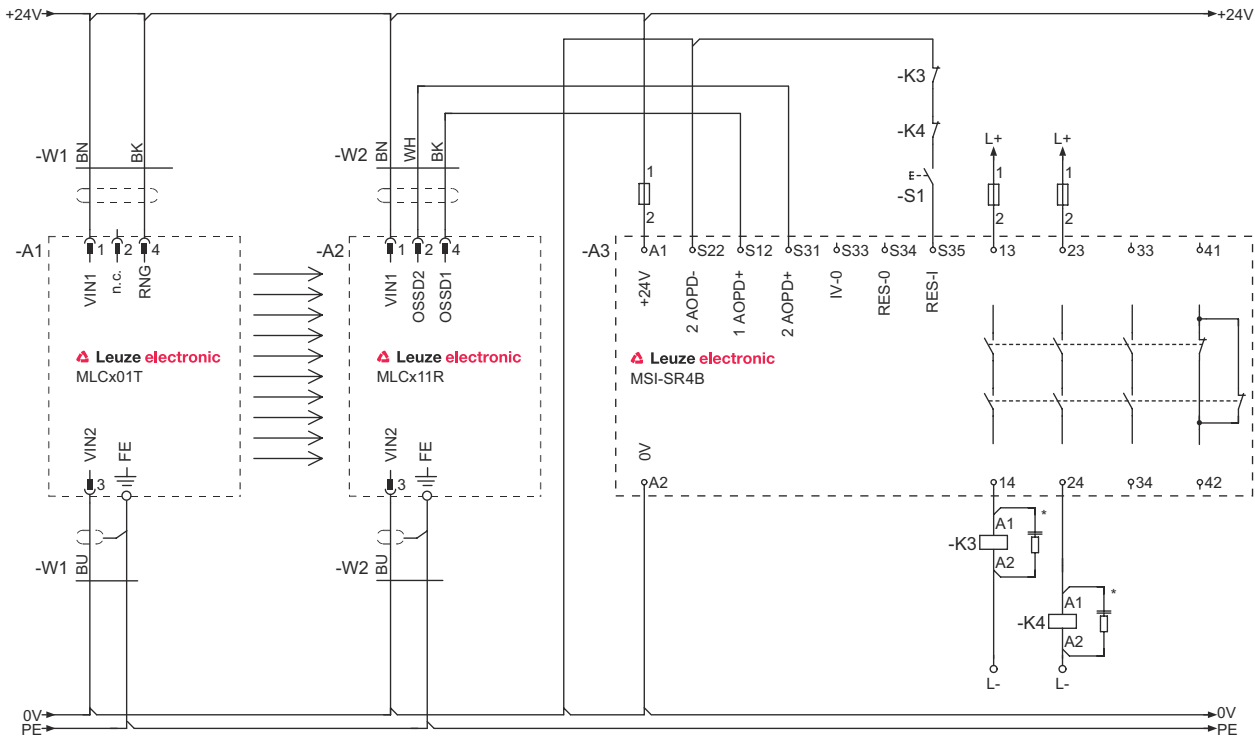 +24V +24V
-K3
-K4
L+ L+
-W1 BN BK -W2 BN WH BK
E
-S1
1 1 1
2 2 2
-A1 1 2 4 -A2 1 2 4 -A3 A1 S22 S12 S31 S33 S34 S35 13 23 33 41
VIN1 n.c. RNG VIN1 OSSD2 OSSD1 +24V 2 AOPD- 1 AOPD+ 2 AOPD+ IV-0 RES-0 RES-I
Leuze electronic
MLCx01T
Leuze electronic
MLCx11R
Leuze electronic
MSI-SR4B
VIN2 FE VIN2 FE 0V
3 3 A2 14 24 34 42
-K3 A1 *
A2
-W1 BU -W2 BU
-K4 A1 *
A2
L- L-
0V 0V
PE PE